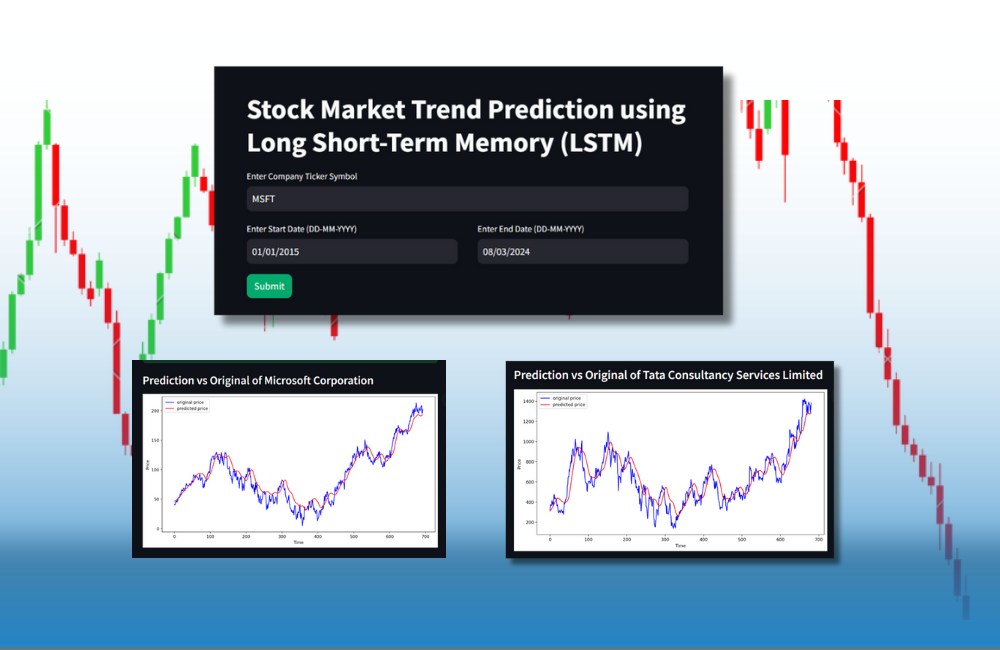 Stock Market Trend Prediction using
Long Short-Term Memory (LSTM)
Enter Company Ticker Symbol
MSFT
Enter Start Date (DD-MM-YYYY)
Enter End Date (DD-MM-YYYY)
01/01/2015
08/03/2024
Submit
Prediction vs Original of Microsoft Corporation
original price
predicted price
200
150
100
50
0
Price
0 100 200 300 400 500 600 700
Time
Prediction vs Original of Tata Consultancy Services Limited
original price
predicted price
1400
1200
1000
800
600
400
200
Price
0 100 200 300 400 500 600 700
Time